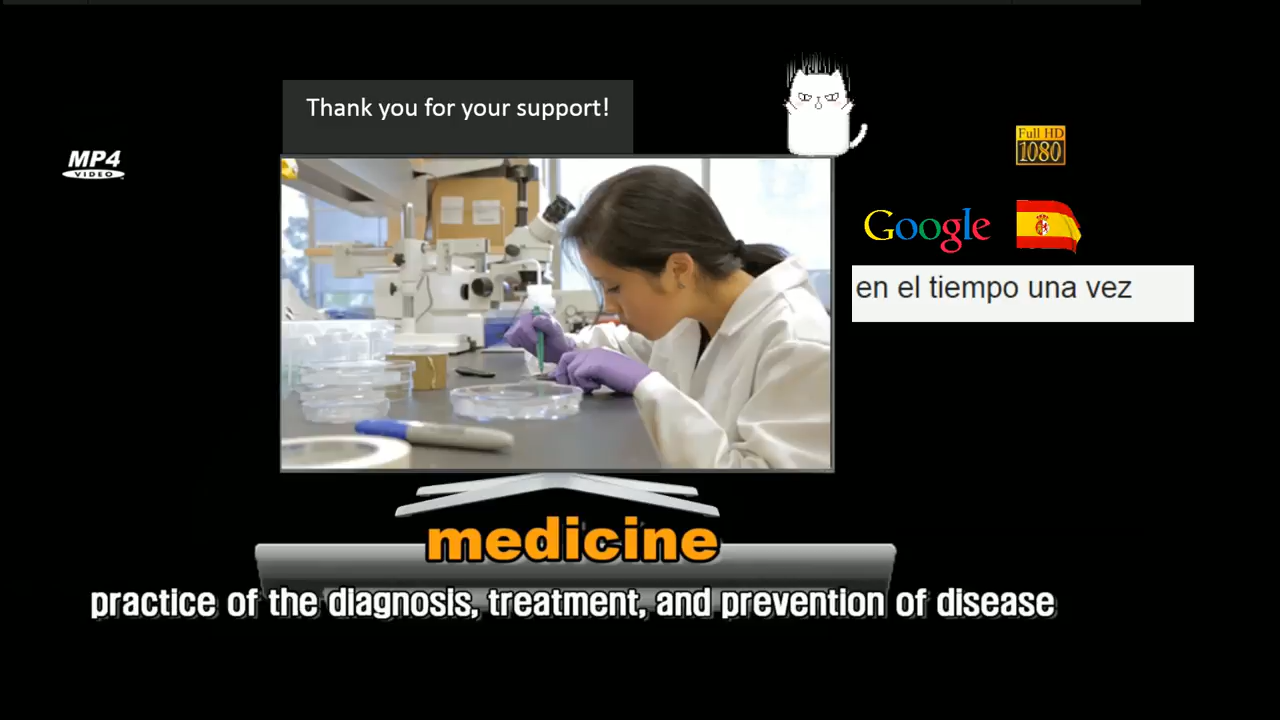 Thank you for your support!
MP4
VIDEO
Full HD
1080
Google
en el tiempo una vez
medicine
practice of the diagnosis, treatment, and prevention of disease